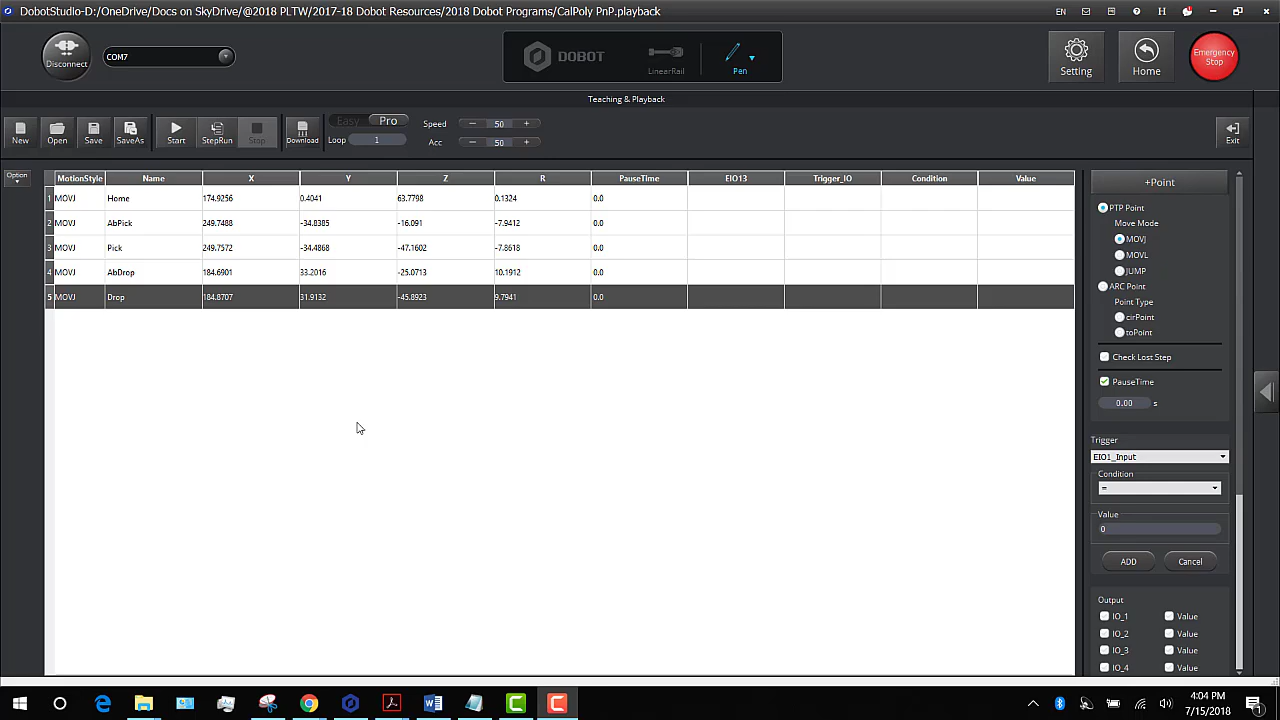 DobotStudio-D:/OneDrive/Docs on SkyDrive/@2018 PLTW/2017-18 Dobot Resources/2018 Dobot Programs/CalPoly PnP.playback
EN
H
Disconnect
COM7
DOBOT
LinearRail
Pen
Setting
Home
Emergency
Stop
Teaching & Playback
New
Open
Save
SaveAs
Start
StepRun
Stop
Download
Easy
Pro
Loop
1
Speed
− 50 +
Acc
− 50 +
Exit
Option
MotionStyle Name X Y Z R PauseTime EIO13 Trigger_IO Condition Value
1 MOVJ Home 174.9256 0.4041 63.7798 0.1324 0.0
2 MOVJ AbPick 249.7488 -34.8385 -16.091 -7.9412 0.0
3 MOVJ Pick 249.7572 -34.4868 -47.1602 -7.8618 0.0
4 MOVJ AbDrop 184.6901 33.2016 -25.0713 10.1912 0.0
5 MOVJ Drop 184.8707 31.9132 -45.8923 9.7941 0.0
+Point
PTP Point
Move Mode
MOVJ
MOVL
JUMP
ARC Point
Point Type
cirPoint
toPoint
Check Lost Step
PauseTime
0.00 s
Trigger
EIO1_Input
Condition
=
Value
0
ADD
Cancel
Output
IO_1 Value
IO_2 Value
IO_3 Value
IO_4 Value
4:04 PM
7/15/2018